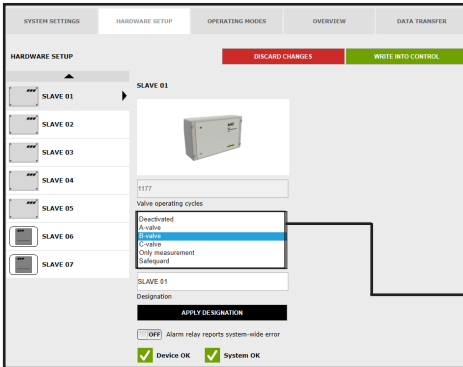 SYSTEM SETTINGS
HARDWARE SETUP
OPERATING MODES
OVERVIEW
DATA TRANSFER
HARDWARE SETUP
DISCARD CHANGES
WRITE INTO CONTROL
SLAVE 01
SLAVE 02
SLAVE 03
SLAVE 04
SLAVE 05
SLAVE 06
SLAVE 07
SLAVE 01
1177
Valve operating cycles
Deactivated
A-valve
B-valve
C-valve
Only measurement
Safequard
SLAVE 01
Designation
APPLY DESIGNATION
OFF Alarm relay reports system-wide error
Device OK
System OK